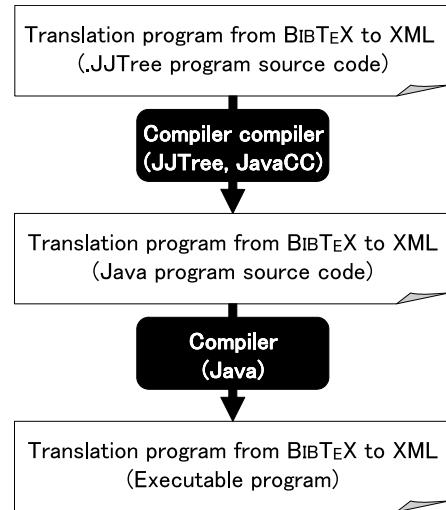 Translation program from BIBTEX to XML
(.JJTree program source code)
Compiler compiler
(JJTree, JavaCC)
Translation program from BIBTEX to XML
(Java program source code)
Compiler
(Java)
Translation program from BIBTEX to XML
(Executable program)